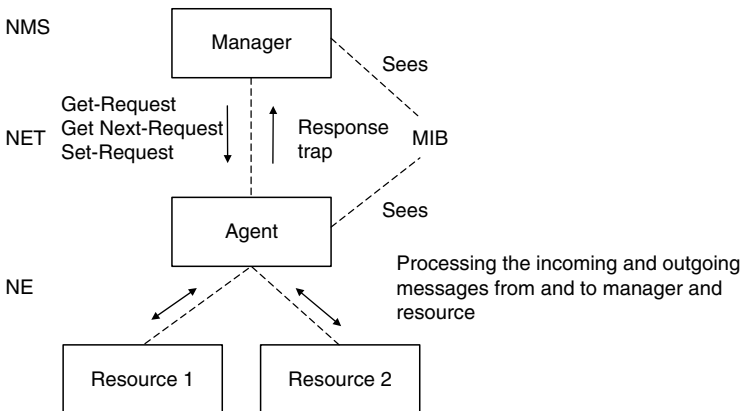 NMS
Manager
Sees
Get-Request
Get Next-Request
Set-Request
NET
Response
trap
MIB
Sees
Agent
Processing the incoming and outgoing
messages from and to manager and
resource
NE
Resource 1
Resource 2